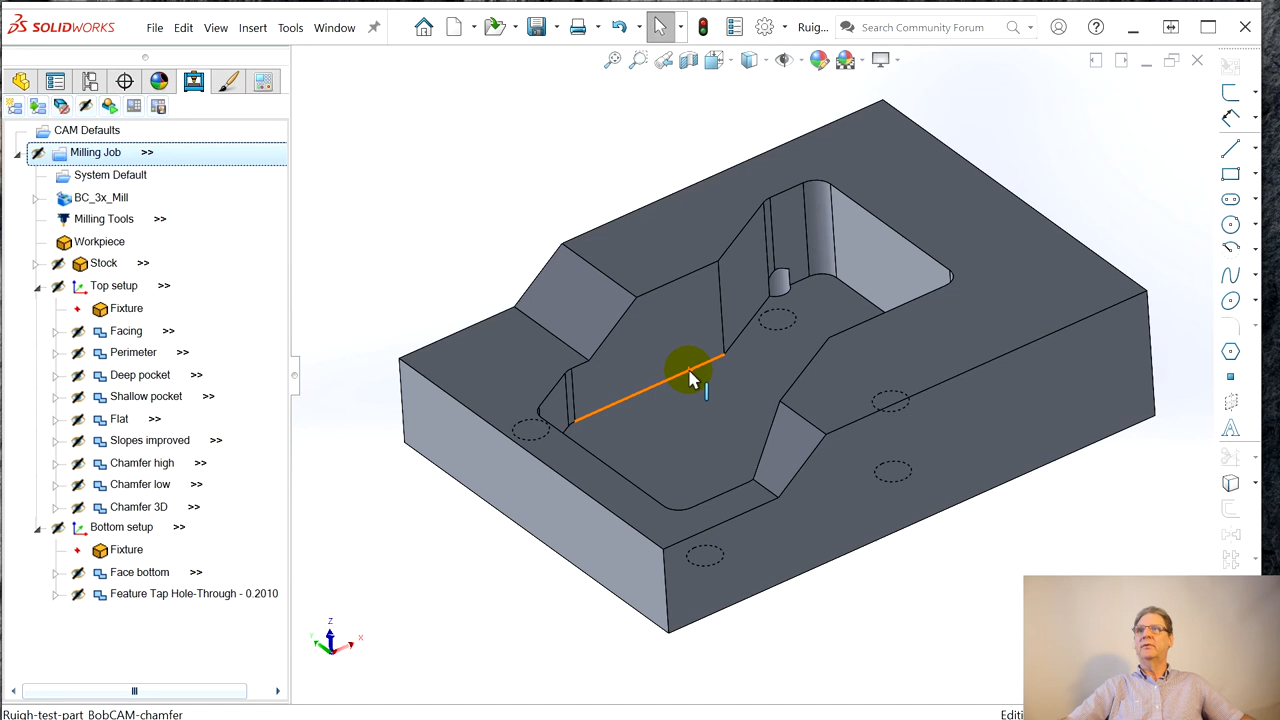 SOLIDWORKS File Edit View Insert Tools Window Ruig... Search Community Forum
CAM Defaults
Milling Job >>
System Default
BC_3x_Mill
Milling Tools >>
Workpiece
Stock >>
Top setup >>
Fixture
Facing >>
Perimeter >>
Deep pocket >>
Shallow pocket >>
Flat >>
Slopes improved >>
Chamfer high >>
Chamfer low >>
Chamfer 3D >>
Bottom setup >>
Fixture
Face bottom >>
Feature Tap Hole-Through - 0.2010
Z
Y
X
Ruigh-test-part BobCAM-chamfer Editi